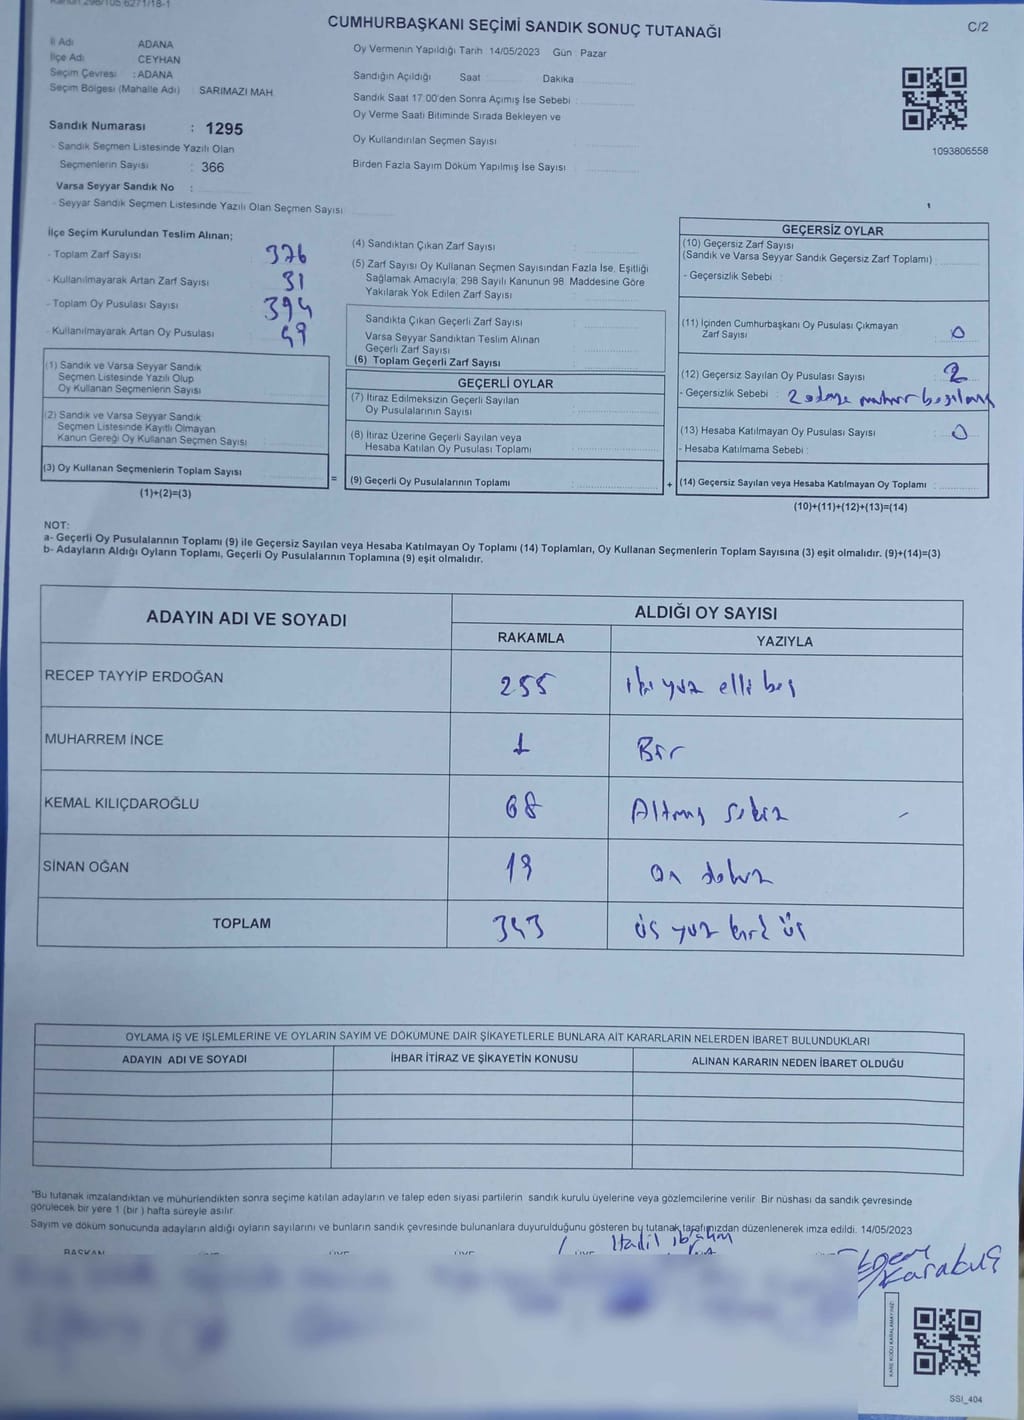 Kanun 298/105,6271/18-1
CUMHURBAŞKANI SEÇİMİ SANDIK SONUÇ TUTANAĞI
C/2
İl Adı ADANA
İlçe Adı CEYHAN
Seçim Çevresi : ADANA
Seçim Bölgesi (Mahalle Adı) SARIMAZI MAH.
Sandık Numarası : 1295
- Sandık Seçmen Listesinde Yazılı Olan
Seçmenlerin Sayısı : 366
Varsa Seyyar Sandık No :
- Seyyar Sandık Seçmen Listesinde Yazılı Olan Seçmen Sayısı
Oy Vermenin Yapıldığı Tarih 14/05/2023 Gün Pazar
Sandığın Açıldığı Saat Dakika
Sandık Saat 17:00'den Sonra Açımış İse Sebebi :
Oy Verme Saati Bitiminde Sırada Bekleyen ve
Oy Kullandırılan Seçmen Sayısı
Birden Fazla Sayım Döküm Yapılmış İse Sayısı
1093806558
İlçe Seçim Kurulundan Teslim Alınan;
- Toplam Zarf Sayısı 376
- Kullanılmayarak Artan Zarf Sayısı 31
- Toplam Oy Pusulası Sayısı 394
- Kullanılmayarak Artan Oy Pusulası 49
(1) Sandık ve Varsa Seyyar Sandık
Seçmen Listesinde Yazılı Olup
Oy Kullanan Seçmenlerin Sayısı
(2) Sandık ve Varsa Seyyar Sandık
Seçmen Listesinde Kayıtlı Olmayan
Kanun Gereği Oy Kullanan Seçmen Sayısı
(3) Oy Kullanan Seçmenlerin Toplam Sayısı
(1)+(2)=(3)
=
(4) Sandıktan Çıkan Zarf Sayısı
(5) Zarf Sayısı Oy Kullanan Seçmen Sayısından Fazla İse, Eşitliği
Sağlamak Amacıyla; 298 Sayılı Kanunun 98. Maddesine Göre
Yakılarak Yok Edilen Zarf Sayısı
Sandıkta Çıkan Geçerli Zarf Sayısı
Varsa Seyyar Sandıktan Teslim Alınan
Geçerli Zarf Sayısı
(6) Toplam Geçerli Zarf Sayısı
GEÇERLİ OYLAR
(7) İtiraz Edilmeksizin Geçerli Sayılan
Oy Pusulalarının Sayısı
(8) İtiraz Üzerine Geçerli Sayılan veya
Hesaba Katılan Oy Pusulası Toplamı
(9) Geçerli Oy Pusulalarının Toplamı
+
GEÇERSİZ OYLAR
(10) Geçersiz Zarf Sayısı
(Sandık ve Varsa Seyyar Sandık Geçersiz Zarf Toplamı)
- Geçersizlik Sebebi :
(11) İçinden Cumhurbaşkanı Oy Pusulası Çıkmayan
Zarf Sayısı 0
(12) Geçersiz Sayılan Oy Pusulası Sayısı 2
- Geçersizlik Sebebi : 2
(13) Hesaba Katılmayan Oy Pusulası Sayısı 0
- Hesaba Katılmama Sebebi :
(14) Geçersiz Sayılan veya Hesaba Katılmayan Oy Toplamı
(10)+(11)+(12)+(13)=(14)
NOT:
a- Geçerli Oy Pusulalarının Toplamı (9) ile Geçersiz Sayılan veya Hesaba Katılmayan Oy Toplamı (14) Toplamları, Oy Kullanan Seçmenlerin Toplam Sayısına (3) eşit olmalıdır. (9)+(14)=(3)
b- Adayların Aldığı Oyların Toplamı, Geçerli Oy Pusulalarının Toplamına (9) eşit olmalıdır.
ADAYIN ADI VE SOYADI
ALDIĞI OY SAYISI
RAKAMLA YAZIYLA
RECEP TAYYİP ERDOĞAN 255 iki yüz elli beş
MUHARREM İNCE 1 Bir
KEMAL KILIÇDAROĞLU 68 Altmış sekiz
SİNAN OĞAN 19 on dokuz
TOPLAM 343 üç yüz kırk üç
OYLAMA İŞ VE İŞLEMLERİNE VE OYLARIN SAYIM VE DÖKÜMÜNE DAİR ŞİKAYETLERLE BUNLARA AİT KARARLARIN NELERDEN İBARET BULUNDUKLARI
ADAYIN ADI VE SOYADI İHBAR İTİRAZ VE ŞİKAYETİN KONUSU ALINAN KARARIN NEDEN İBARET OLDUĞU
"Bu tutanak imzalandıktan ve mühürlendikten sonra seçime katılan adayların ve talep eden siyasi partilerin sandık kurulu üyelerine veya gözlemcilerine verilir. Bir nüshası da sandık çevresinde
görülecek bir yere 1 (bir ) hafta süreyle asılır.
Sayım ve döküm sonucunda adayların aldığı oyların sayılarını ve bunların sandık çevresinde bulunanlara duyurulduğunu gösteren bu tutanak tarafımızdan düzenlenerek imza edildi. 14/05/2023
Halil ibrahim
BAŞKAN
Karabuş
KARE KODU KARALAMAYINIZ!
SSI_404